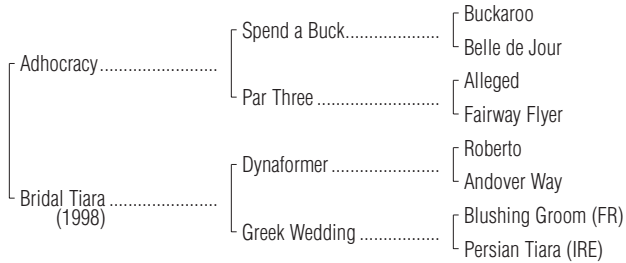 Buckaroo
Spend a Buck........................
Belle de Jour
Adhocracy..............................
Alleged
Par Three ...............................
Fairway Flyer
Roberto
Dynaformer ...........................
Andover Way
Bridal Tiara ...........................
(1998)
Blushing Groom (FR)
Greek Wedding ....................
Persian Tiara (IRE)